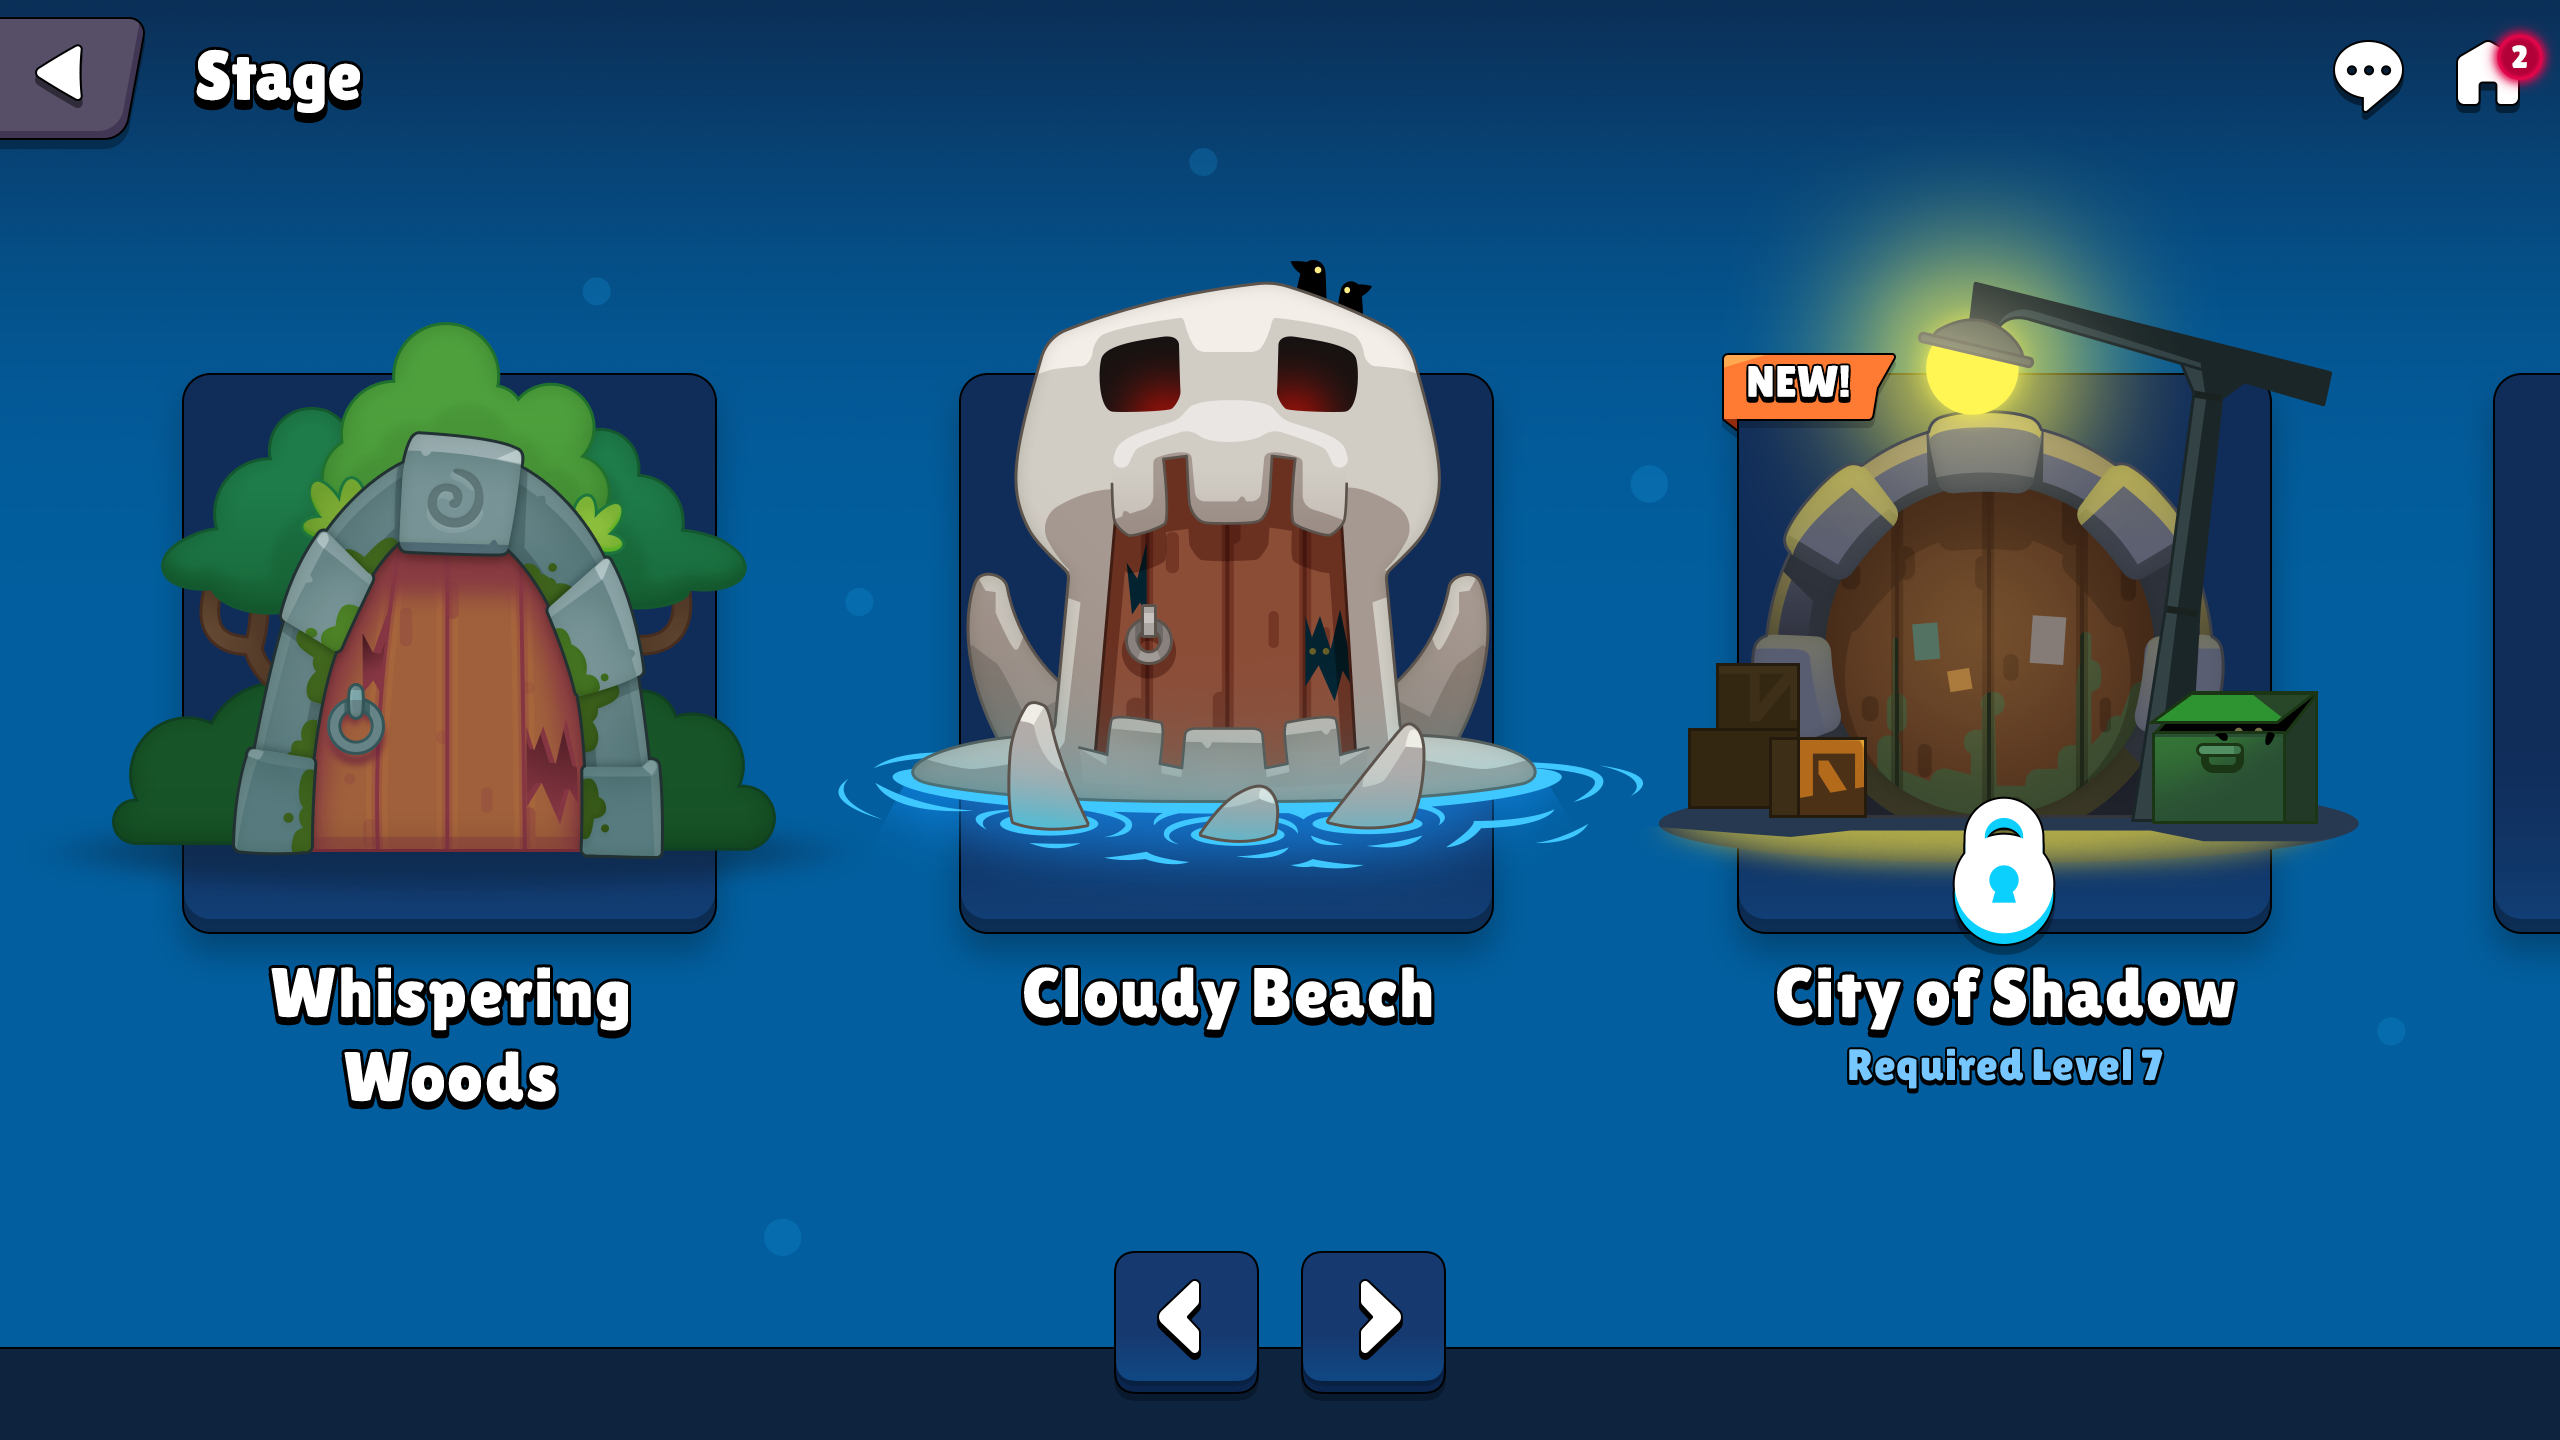 Stage
2
NEW!
Whispering
Woods
Cloudy Beach
City of Shadow
Required Level 7